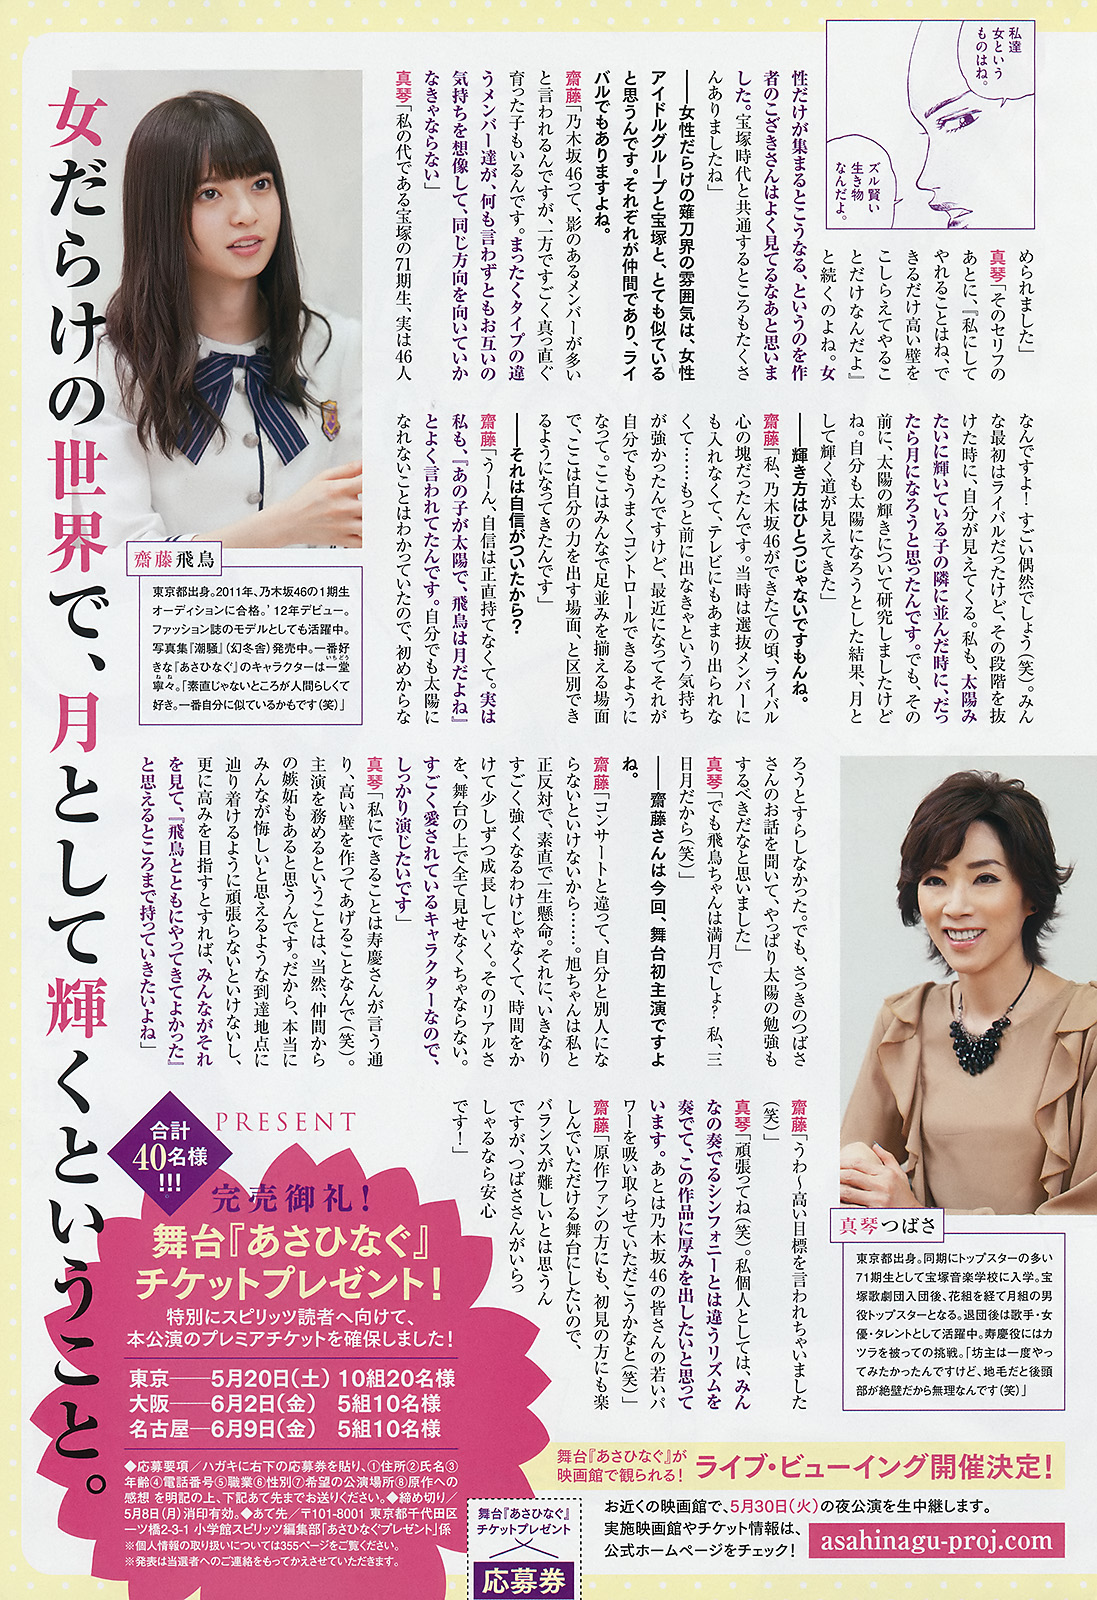 私達
女という
ものはね。
ズル賢い
生き物
なんだよ。
められました」
真琴「そのセリフの
あとに、『私にして
やれることはね、で
きるだけ高い壁を
こしらえてやるこ
とだけなんだよ』
と続くのよね。女
性だけが集まるとこうなる、というのを作
者のこざきさんはよく見てるなあと思いま
した。宝塚時代と共通するところもたくさ
んありましたね」
――女性だらけの薙刀界の雰囲気は、女性
アイドルグループと宝塚と、とても似ている
と思うんです。それぞれが仲間であり、ライ
バルでもありますよね。
齋藤「乃木坂46って、影のあるメンバーが多い
と言われるんですが、一方ですごく真っ直ぐ
育った子もいるんです。まったくタイプの違
うメンバー達が、何も言わずともお互いの
気持ちを想像して、同じ方向を向いていか
なきゃならない」
真琴「私の代である宝塚の71期生、実は46人
なんですよ！すごい偶然でしょう（笑）。みん
な最初はライバルだったけど、その段階を抜
けた時に、自分が見えてくる。私も、太陽み
たいに輝いている子の隣に並んだ時に、だっ
たら月になろうと思ったんです。でも、その
前に、太陽の輝きについて研究しましたけど
ね。自分も太陽になろうとした結果、月と
して輝く道が見えてきた」
――輝き方はひとつじゃないですもんね。
齋藤「私、乃木坂46ができたての頃、ライバル
心の塊だったんです。当時は選抜メンバーに
も入れなくて、テレビにもあまり出られな
くて……もっと前に出なきゃという気持ち
が強かったんですけど、最近になってそれが
自分でもうまくコントロールできるように
なって。ここはみんなで足並みを揃える場面
で、ここは自分の力を出す場面、と区別でき
るようになってきたんです」
――それは自信がついたから？
齋藤「うーん、自信は正直持てなくて。実は
私も、『あの子が太陽で、飛鳥は月だよね』
とよく言われてたんです。自分でも太陽に
なれないことはわかっていたので、初めからな
ろうとすらしなかった。でも、さっきのつばさ
さんのお話を聞いて、やっぱり太陽の勉強も
するべきだなと思いました」
真琴「でも飛鳥ちゃんは満月でしょ？ 私、三
日月だから（笑）」
――齋藤さんは今回、舞台初主演ですよ
ね。
齋藤「コンサートと違って、自分と別人にな
らないといけないから……。旭ちゃんは私と
正反対で、素直で一生懸命。それに、いきなり
すごく強くなるわけじゃなくて、時間をか
けて少しずつ成長していく。そのリアルさ
を、舞台の上で全て見せなくちゃならない。
すごく愛されているキャラクターなので、
しっかり演じたいです」
真琴「私にできることは寿慶さんが言う通
り、高い壁を作ってあげることなんで（笑）。
主演を務めるということは、当然、仲間から
の嫉妬もあると思うんです。だから、本当に
みんなが悔しいと思えるような到達地点に
辿り着けるように頑張らないといけないし、
更に高みを目指すとすれば、みんながそれ
を見て、『飛鳥とともにやってきてよかった』
と思えるところまで持っていきたいよね」
齋藤「うわ～高い目標を言われちゃいました
（笑）」
真琴「頑張ってね（笑）。私個人としては、みん
なの奏でるシンフォニーとは違うリズムを
奏でて、この作品に厚みを出したいと思って
います。あとは乃木坂46の皆さんの若いパ
ワーを吸い取らせていただこうかなと（笑）」
齋藤「原作ファンの方にも、初見の方にも楽
しんでいただける舞台にしたいので、
バランスが難しいとは思うん
ですが、つばささんがいらっ
しゃるなら安心
です！」
女だらけの世界で、月として輝くということ。
齋藤飛鳥
東京都出身。2011年、乃木坂46の1期生
オーディションに合格。'12年デビュー。
ファッション誌のモデルとしても活躍中。
写真集『潮騒』（幻冬舎）発売中。一番好
きな『あさひなぐ』のキャラクターは一堂
いちどう
寧々。「素直じゃないところが人間らしくて
ねね
好き。一番自分に似ているかもです（笑）」
真琴つばさ
東京都出身。同期にトップスターの多い
71期生として宝塚音楽学校に入学。宝
塚歌劇団入団後、花組を経て月組の男
役トップスターとなる。退団後は歌手・女
優・タレントとして活躍中。寿慶役にはカ
ツラを被っての挑戦。「坊主は一度やっ
てみたかったんですけど、地毛だと後頭
部が絶壁だから無理なんです（笑）」
PRESENT
合計
40名様
!!!
完売御礼！
舞台『あさひなぐ』
チケットプレゼント！
特別にスピリッツ読者へ向けて、
本公演のプレミアチケットを確保しました！
東京――5月20日（土） 10組20名様
大阪――6月2日（金） 5組10名様
名古屋――6月9日（金） 5組10名様
◆応募要項／ハガキに右下の応募券を貼り、①住所②氏名③
年齢④電話番号⑤職業⑥性別⑦希望の公演場所⑧原作への
感想 を明記の上、下記あて先までお送りください。◆締め切り／
5月8日（月）消印有効。◆あて先／〒101-8001 東京都千代田区
一ツ橋2-3-1 小学館スピリッツ編集部「あさひなぐプレゼント」係
※個人情報の取り扱いについては355ページをご覧ください。
※発表は当選者へのご連絡をもってかえさせていただきます。
舞台『あさひなぐ』
チケットプレゼント
応募券
舞台『あさひなぐ』が
映画館で観られる！
ライブ・ビューイング開催決定！
お近くの映画館で、5月30日（火）の夜公演を生中継します。
実施映画館やチケット情報は、
公式ホームページをチェック！
asahinagu-proj.com